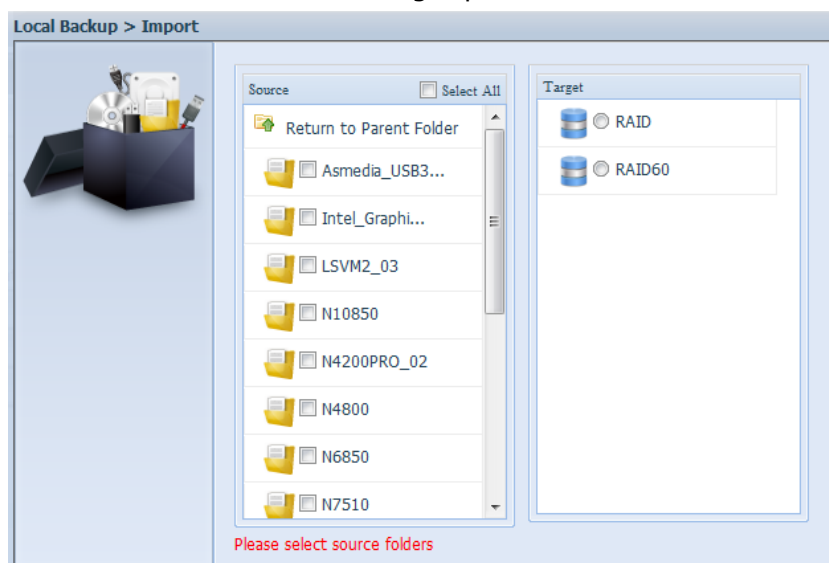 Local Backup > Import
Source
Select All
Return to Parent Folder
Asmedia_USB3...
Intel_Graphi...
LSVM2_03
N10850
N4200PRO_02
N4800
N6850
N7510
Target
RAID
RAID60
Please select source folders